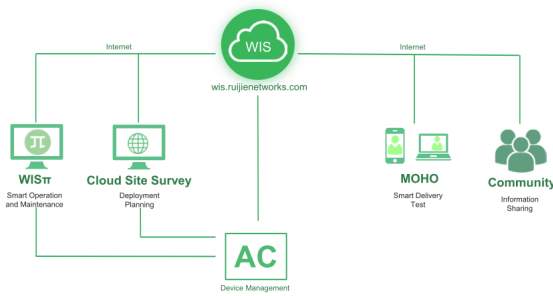 WIS
Internet
Internet
wis.ruijienetworks.com
π
WISπ
Smart Operation
and Maintenance
Cloud Site Survey
Deployment
Planning
MOHO
Smart Delivery
Test
Community
Information
Sharing
AC
Device Management